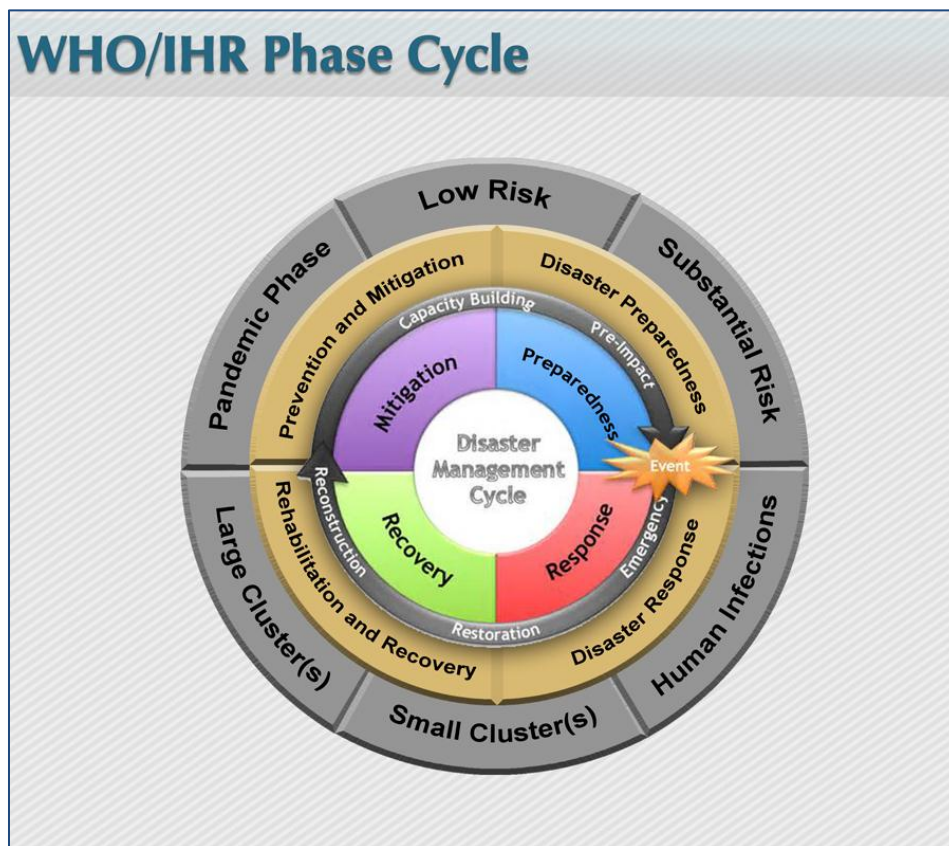 WHO/IHR Phase Cycle
Low Risk
Substantial Risk
Human Infections
Small Cluster(s)
Large Cluster(s)
Pandemic Phase
Prevention and Mitigation
Disaster Preparedness
Disaster Response
Rehabilitation and Recovery
Capacity Building
Pre-Impact
Event
Emergency
Restoration
Reconstruction
Mitigation
Preparedness
Response
Recovery
Disaster
Management
Cycle